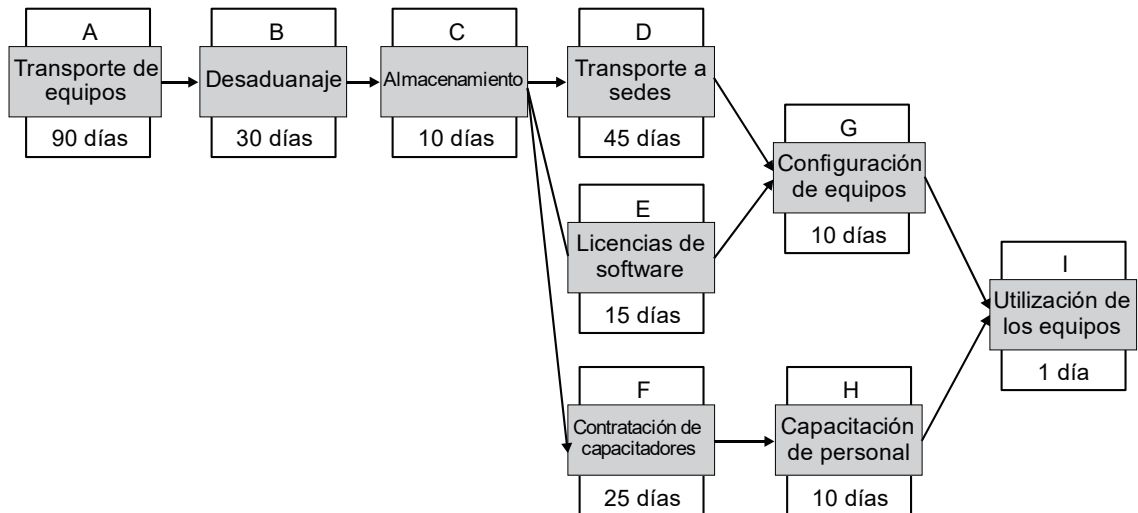 A
Transporte de
equipos
90 días
B
Desaduanaje
30 días
C
Almacenamiento
10 días
D
Transporte a
sedes
45 días
E
Licencias de
software
15 días
F
Contratación de
capacitadores
25 días
G
Configuración
de equipos
10 días
H
Capacitación
de personal
10 días
I
Utilización de
los equipos
1 día